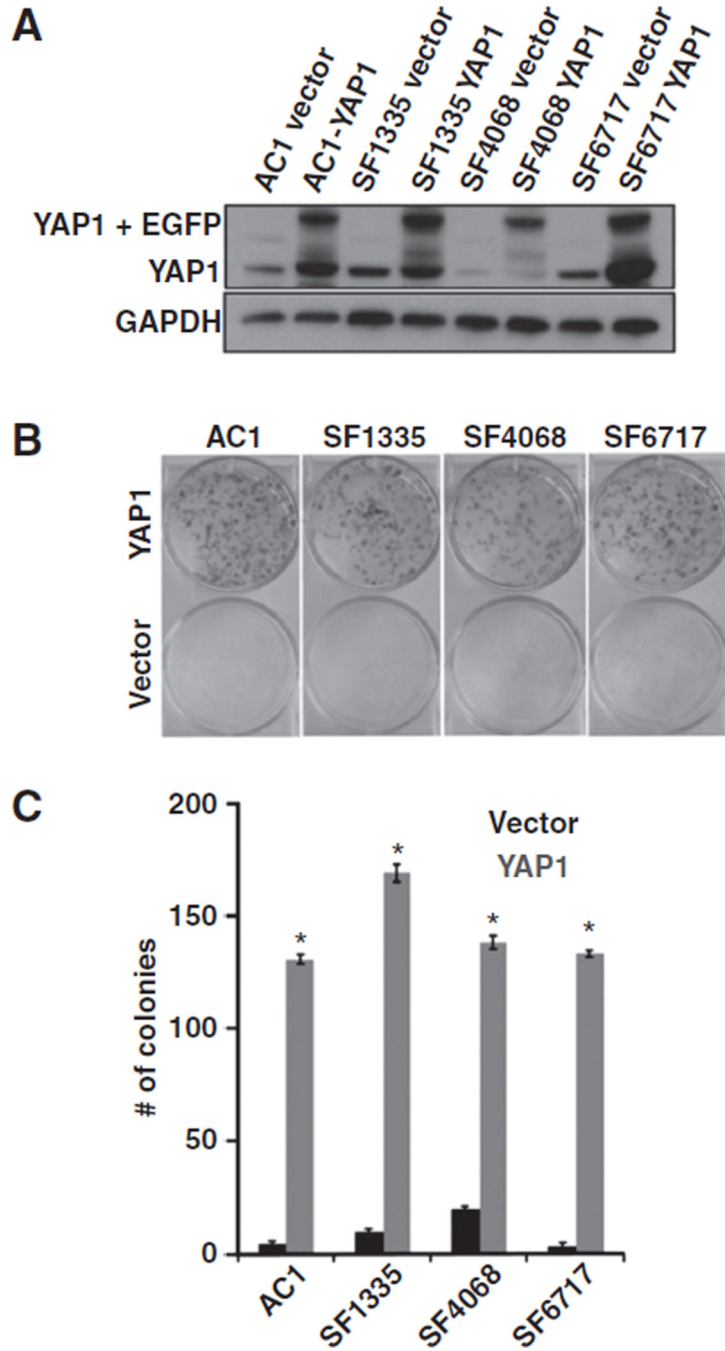 A
AC1 vector
AC1-YAP1
SF1335 vector
SF1335 YAP1
SF4068 vector
SF4068 YAP1
SF6717 vector
SF6717 YAP1
YAP1 + EGFP
YAP1
GAPDH
B
AC1 SF1335 SF4068 SF6717
YAP1
Vector
C
# of colonies
200
150
100
50
0
Vector
YAP1
*
*
*
*
AC1
SF1335
SF4068
SF6717